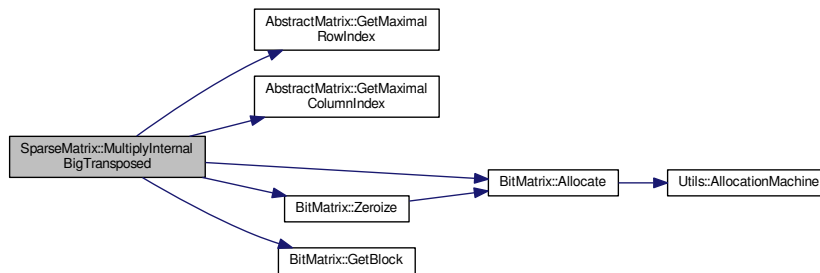 AbstractMatrix::GetMaximal
RowIndex
AbstractMatrix::GetMaximal
ColumnIndex
SparseMatrix::MultiplyInternal
BigTransposed
BitMatrix::Allocate
Utils::AllocationMachine
BitMatrix::Zeroize
BitMatrix::GetBlock